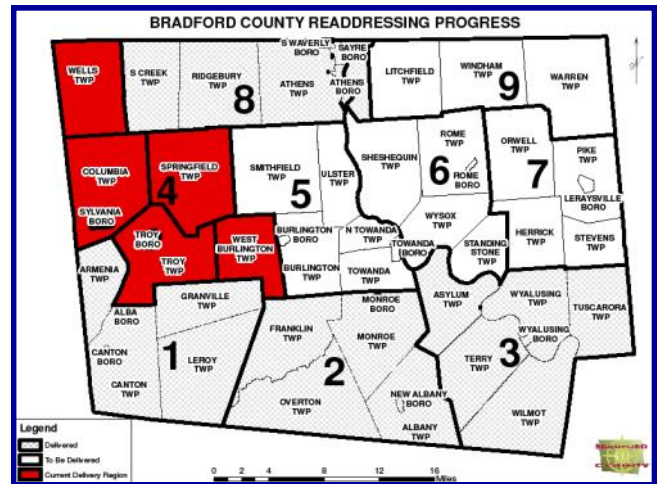 BRADFORD COUNTY READDRESSING PROGRESS
WELLS
TWP
S CREEK
TWP
RIDGEBURY
TWP
8
ATHENS
TWP
S WAVERLY
BORO
SAYRE
BORO
ATHENS
BORO
LITCHFIELD
TWP
WINDHAM
TWP
9
WARREN
TWP
COLUMBIA
TWP
SYLVANIA
BORO
SPRINGFIELD
TWP
4
TROY
BORO
TROY
TWP
WEST
BURLINGTON
TWP
SMITHFIELD
TWP
5
ULSTER
TWP
BURLINGTON
BORO
BURLINGTON
TWP
N TOWANDA
TWP
TOWANDA
BORO
TOWANDA
TWP
SHESHEQUIN
TWP
6
ROME
TWP
ROME
BORO
WYSOX
TWP
STANDING
STONE
TWP
ORWELL
TWP
7
PIKE
TWP
LERAYSVILLE
BORO
HERRICK
TWP
STEVENS
TWP
ARMENIA
TWP
ALBA
BORO
CANTON
BORO
CANTON
TWP
1
GRANVILLE
TWP
LEROY
TWP
FRANKLIN
TWP
OVERTON
TWP
2
MONROE
BORO
MONROE
TWP
NEW ALBANY
BORO
ALBANY
TWP
ASYLUM
TWP
TERRY
TWP
3
WYALUSING
TWP
WYALUSING
BORO
TUSCARORA
TWP
WILMOT
TWP
Legend
Delivered
To Be Delivered
Current Delivery Region
0 2 4 8 12 16
Miles
BRADFORD
COUNTY